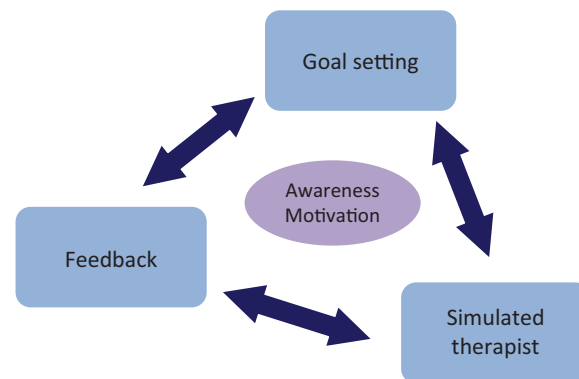 Goal setting
Awareness
Motivation
Feedback
Simulated
therapist